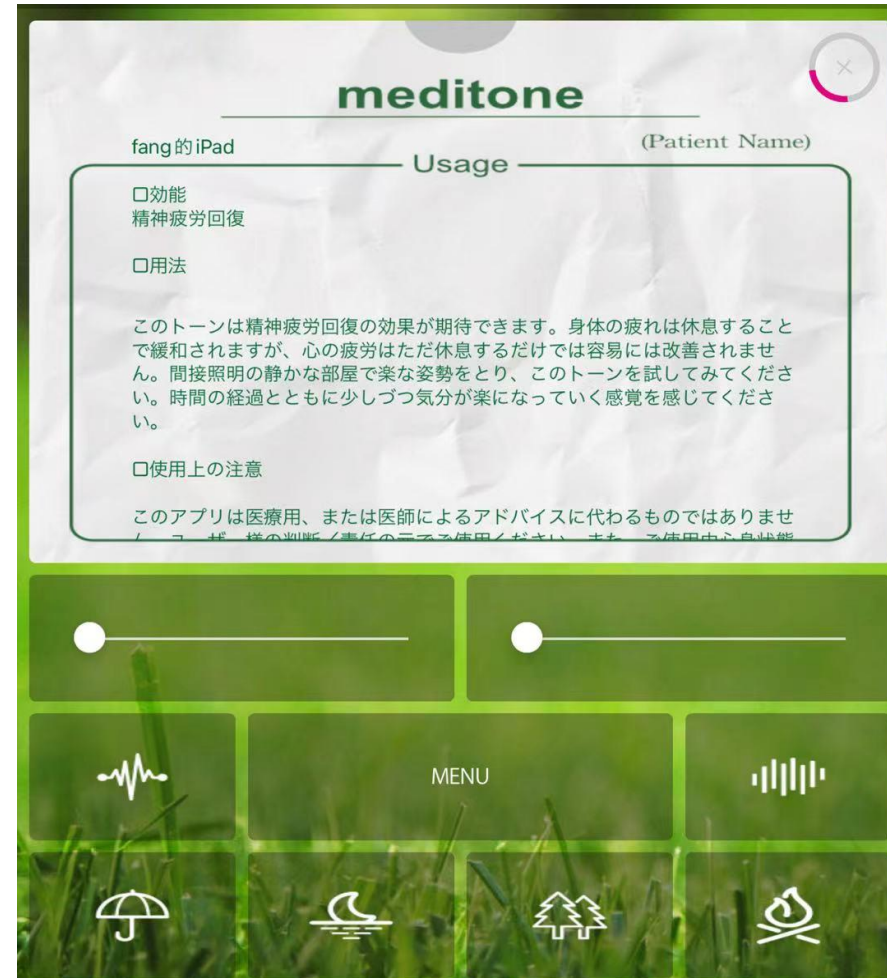 meditone
fang的iPad
(Patient Name)
Usage
□効能
精神疲労回復
□用法
このトーンは精神疲労回復の効果が期待できます。身体の疲れは休息すること
で緩和されますが、心の疲労はただ休息するだけでは容易には改善されませ
ん。間接照明の静かな部屋で楽な姿勢をとり、このトーンを試してみてくださ
い。時間の経過とともに少しづつ気分が楽になっていく感覚を感じてくださ
い。
□使用上の注意
このアプリは医療用、または医師によるアドバイスに代わるものではありませ
MENU